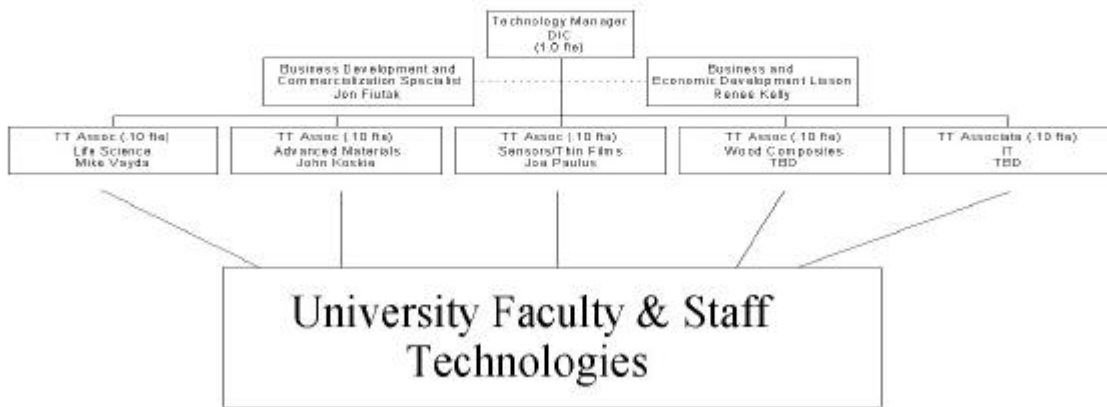 Technology Manager
DIC
(1.0 fte)
Business Development and
Commercialization Specialist
Jon Fiutak
Business and
Economic Development Liason
Renee Kelly
TT Assoc (.10 fte)
Life Science
Mike Vayda
TT Assoc (.10 fte)
Advanced Materials
John Koskie
TT Assoc (.10 fte)
Sensors/Thin Films
Joe Paulus
TT Assoc (.10 fte)
Wood Composites
TBD
TT Associate (.10 fte)
IT
TBD
University Faculty & Staff
Technologies